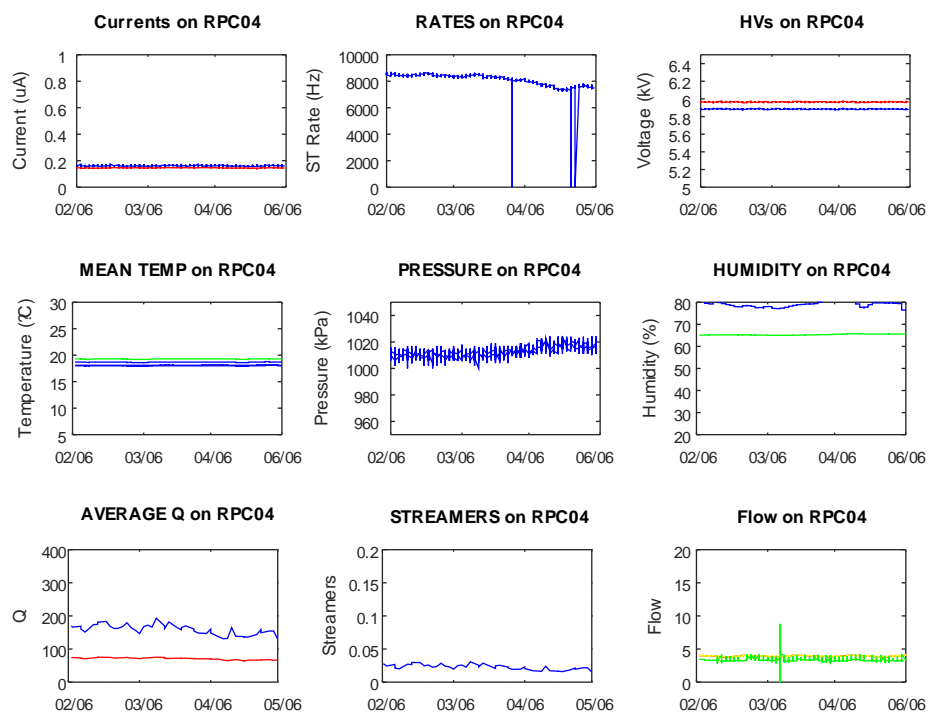 Currents on RPC04
RATES on RPC04
HVs on RPC04
Current (uA)
1
0.8
0.6
0.4
0.2
0
02/06 03/06 04/06 06/06
ST Rate (Hz)
10000
8000
6000
4000
2000
0
02/06 03/06 04/06 05/06
Voltage (kV)
6.4
6.2
6
5.8
5.6
5.4
5.2
5
02/06 03/06 04/06 06/06
MEAN TEMP on RPC04
PRESSURE on RPC04
HUMIDITY on RPC04
Temperature (?C)
30
25
20
15
10
5
02/06 03/06 04/06 06/06
Pressure (kPa)
1040
1020
1000
980
960
02/06 03/06 04/06 06/06
Humidity (%)
80
70
60
50
40
30
20
02/06 03/06 04/06 06/06
AVERAGE Q on RPC04
STREAMERS on RPC04
Flow on RPC04
Q
400
300
200
100
0
02/06 03/06 04/06 05/06
Streamers
0.2
0.15
0.1
0.05
0
02/06 03/06 04/06 05/06
Flow
20
15
10
5
0
02/06 03/06 04/06 06/06